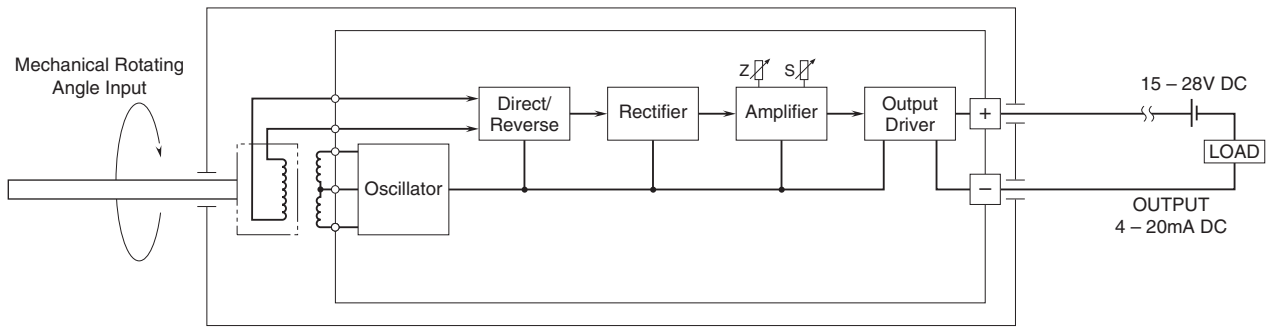 Mechanical Rotating
Angle Input
Z
S
15 – 28V DC
Direct/
Reverse
Rectifier
Amplifier
Output
Driver
+
LOAD
Oscillator
–
OUTPUT
4 – 20mA DC